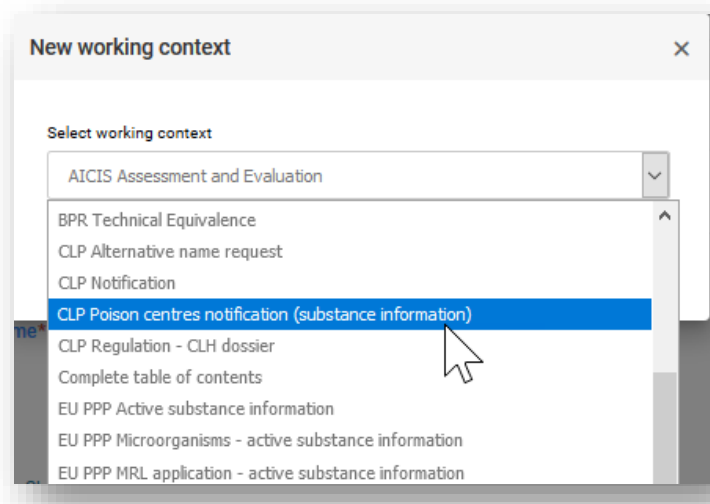 New working context
Select working context
AICIS Assessment and Evaluation
BPR Technical Equivalence
CLP Alternative name request
CLP Notification
CLP Poison centres notification (substance information)
CLP Regulation - CLH dossier
Complete table of contents
EU PPP Active substance information
EU PPP Microorganisms - active substance information
EU PPP MRL application - active substance information